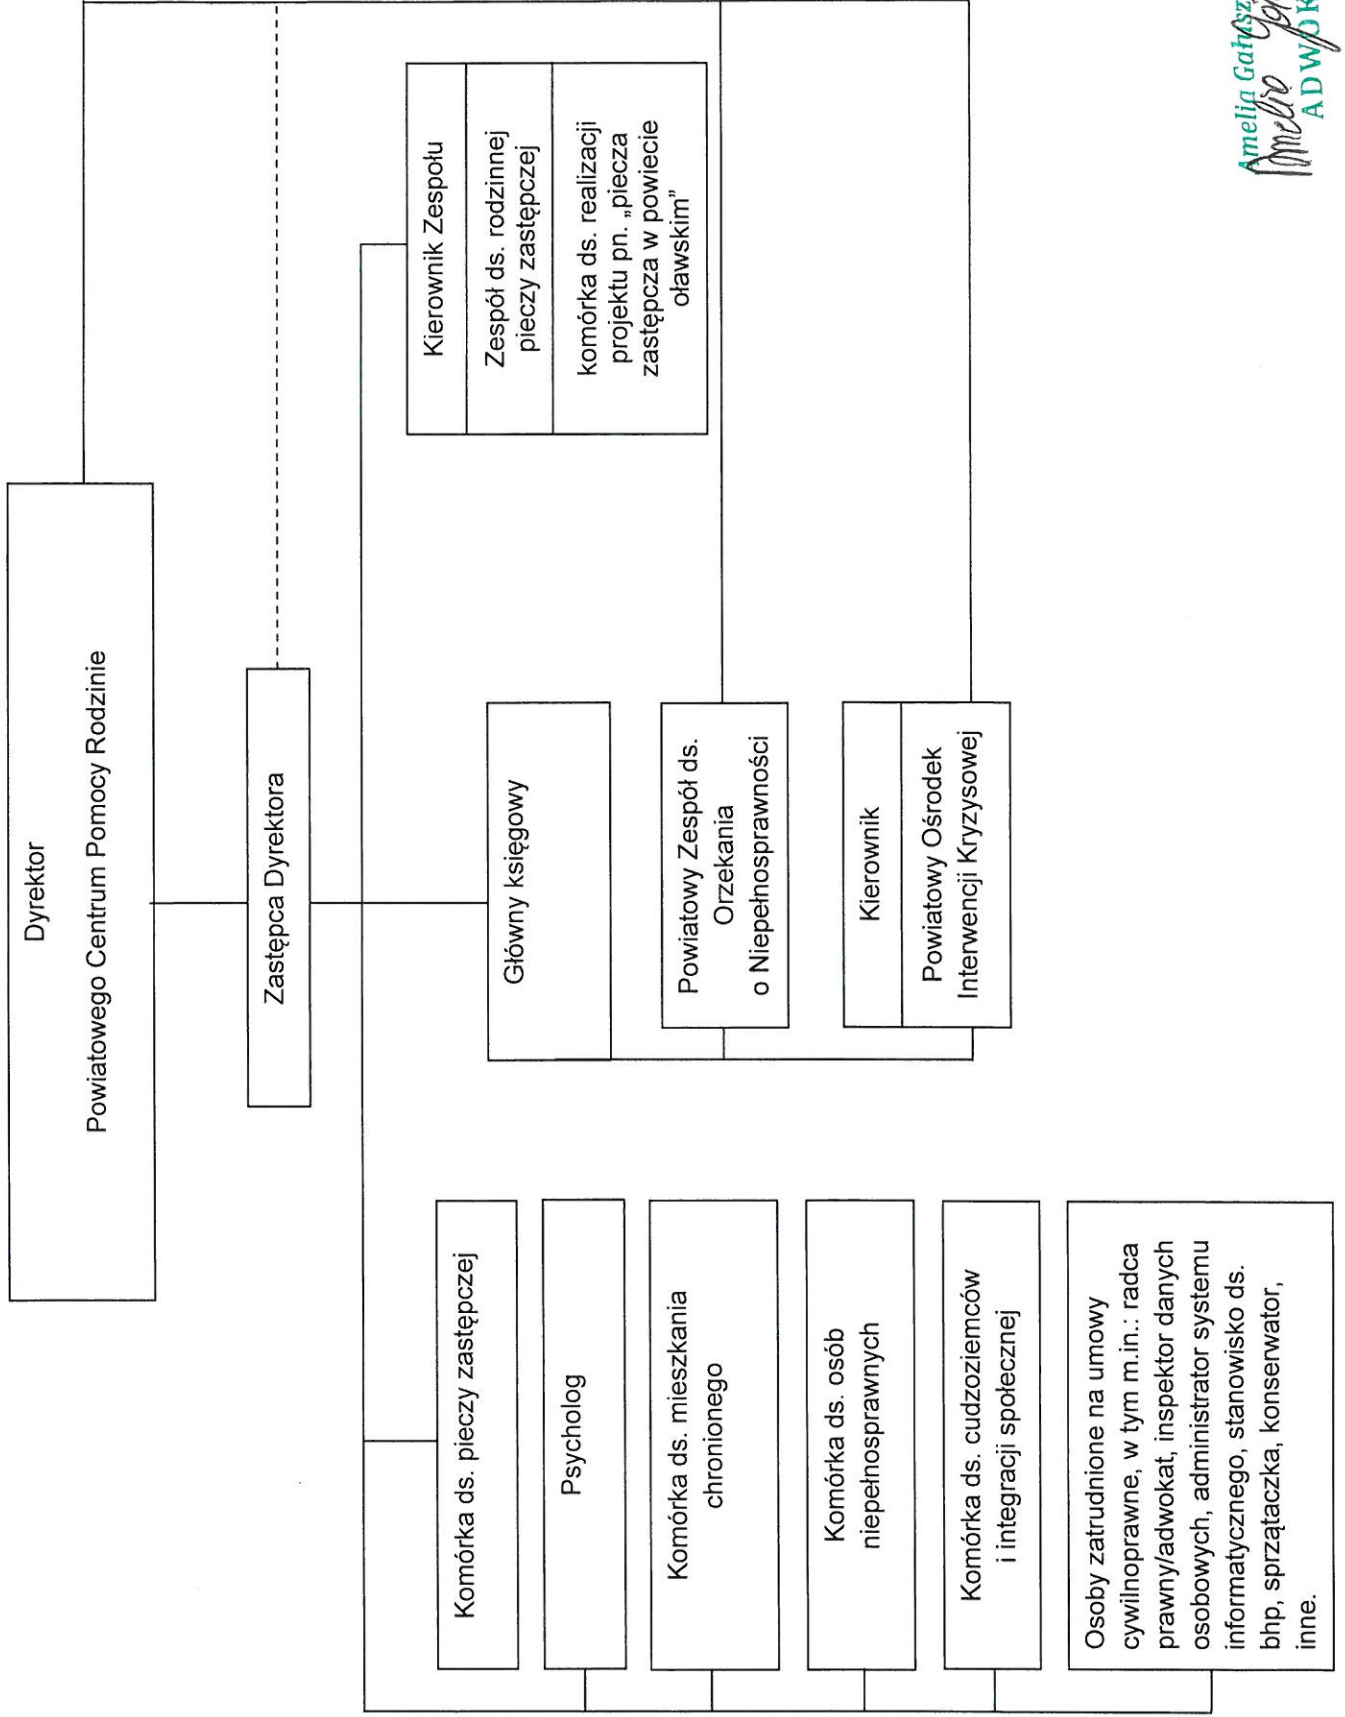 Dyrektor
Powiatowego Centrum Pomocy Rodzinie
Zastępca Dyrektora
Komórka ds. pieczy zastępczej
Psycholog
Komórka ds. mieszkania
chronionego
Komórka ds. osób
niepełnosprawnych
Komórka ds. cudzoziemców
i integracji społecznej
Osoby zatrudnione na umowy
cywilnoprawne, w tym m.in.: radca
prawny/adwokat, inspektor danych
osobowych, administrator systemu
informatycznego, stanowisko ds.
bhp, sprzątaczka, konserwator,
inne.
Główny księgowy
Powiatowy Zespół ds.
Orzekania
o Niepełnosprawności
Kierownik
Powiatowy Ośrodek
Interwencji Kryzysowej
Kierownik Zespołu
Zespół ds. rodzinnej
pieczy zastępczej
komórka ds. realizacji
projektu pn. „piecza
zastępcza w powiecie
oławskim”
Amelia